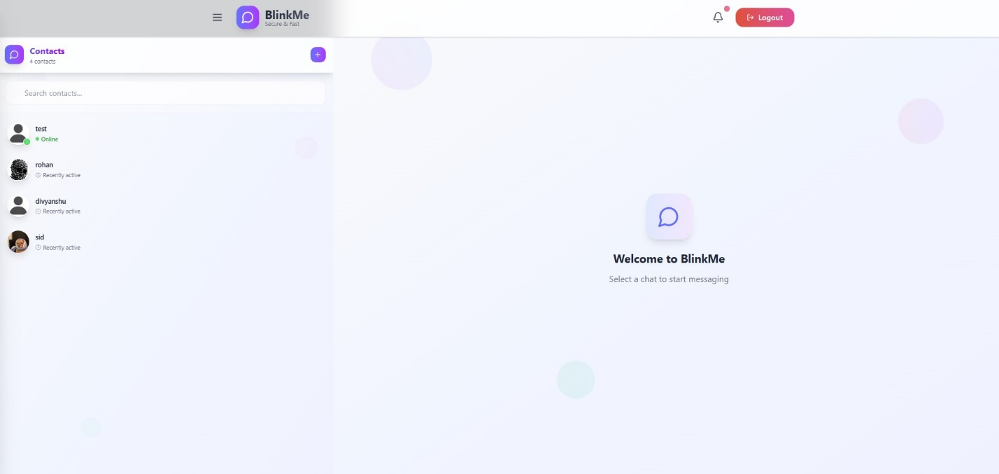 BlinkMe
Secure & Fast
Logout
Contacts
4 contacts
+
Search contacts...
test
Online
rohan
Recently active
divyanshu
Recently active
sid
Recently active
Welcome to BlinkMe
Select a chat to start messaging